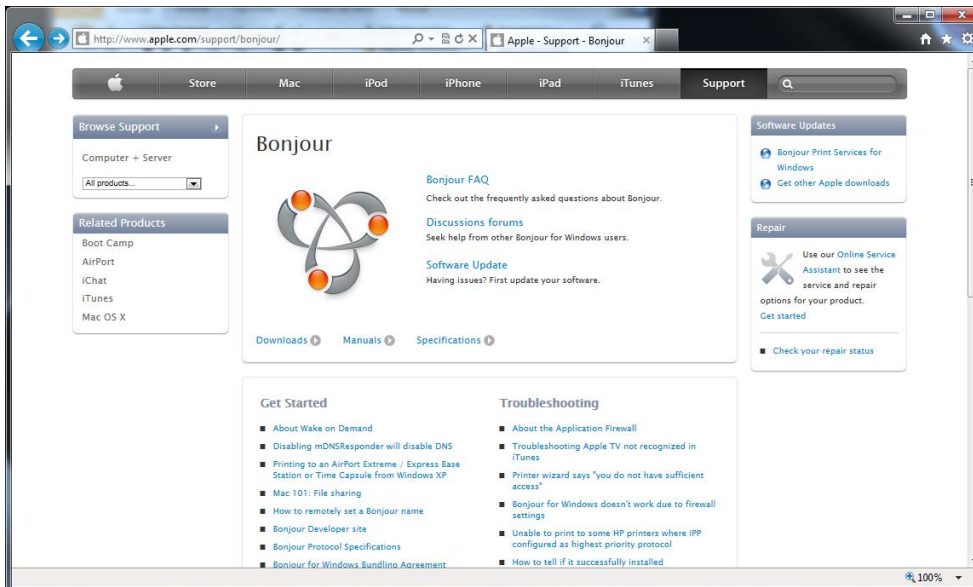 http://www.apple.com/support/bonjour/
Apple - Support - Bonjour
Store Mac iPod iPhone iPad iTunes Support
Browse Support
Computer + Server
All products...
Related Products
Boot Camp
AirPort
iChat
iTunes
Mac OS X
Bonjour
Bonjour FAQ
Check out the frequently asked questions about Bonjour.
Discussions forums
Seek help from other Bonjour for Windows users.
Software Update
Having issues? First update your software.
Downloads Manuals Specifications
Software Updates
Bonjour Print Services for
Windows
Get other Apple downloads
Repair
Use our Online Service
Assistant to see the
service and repair
options for your product.
Get started
Check your repair status
Get Started
About Wake on Demand
Disabling mDNSResponder will disable DNS
Printing to an AirPort Extreme / Express Base
Station or Time Capsule from Windows XP
Mac 101: File sharing
How to remotely set a Bonjour name
Bonjour Developer site
Bonjour Protocol Specifications
Bonjour for Windows Bundling Agreement
Troubleshooting
About the Application Firewall
Troubleshooting Apple TV not recognized in
iTunes
Printer wizard says "you do not have sufficient
access"
Bonjour for Windows doesn't work due to firewall
settings
Unable to print to some HP printers where IPP
configured as highest priority protocol
How to tell if it successfully installed
100%